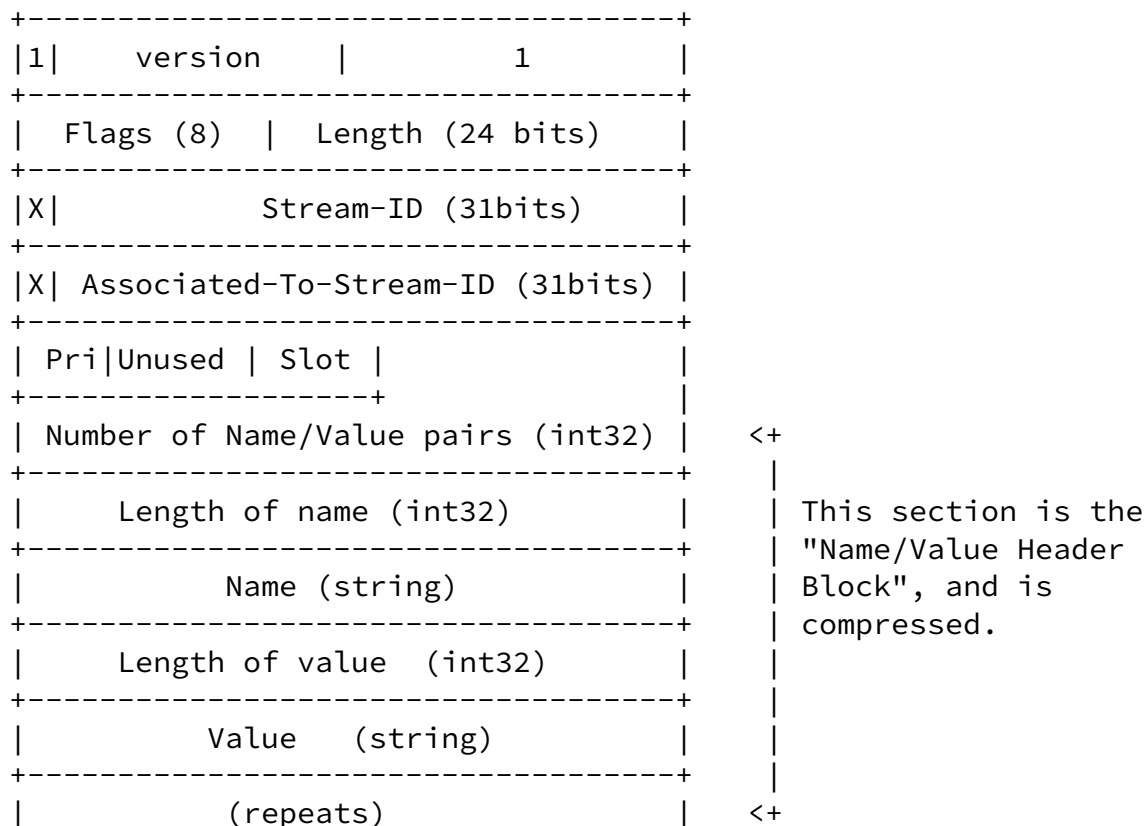 +------------------------------------+
|1|    version    |         1        |
+------------------------------------+
|  Flags (8)  |  Length (24 bits)    |
+------------------------------------+
|X|          Stream-ID (31bits)      |
+------------------------------------+
|X| Associated-To-Stream-ID (31bits) |
+------------------------------------+
| Pri|Unused | Slot |                |
+-------------------+                |
| Number of Name/Value pairs (int32) |   <+
+------------------------------------+    |
|     Length of name (int32)         |    | This section is the
+------------------------------------+    | "Name/Value Header
|           Name (string)            |    | Block", and is
+------------------------------------+    | compressed.
|     Length of value  (int32)       |    |
+------------------------------------+    |
|          Value   (string)          |    |
+------------------------------------+    |
|           (repeats)                |   <+